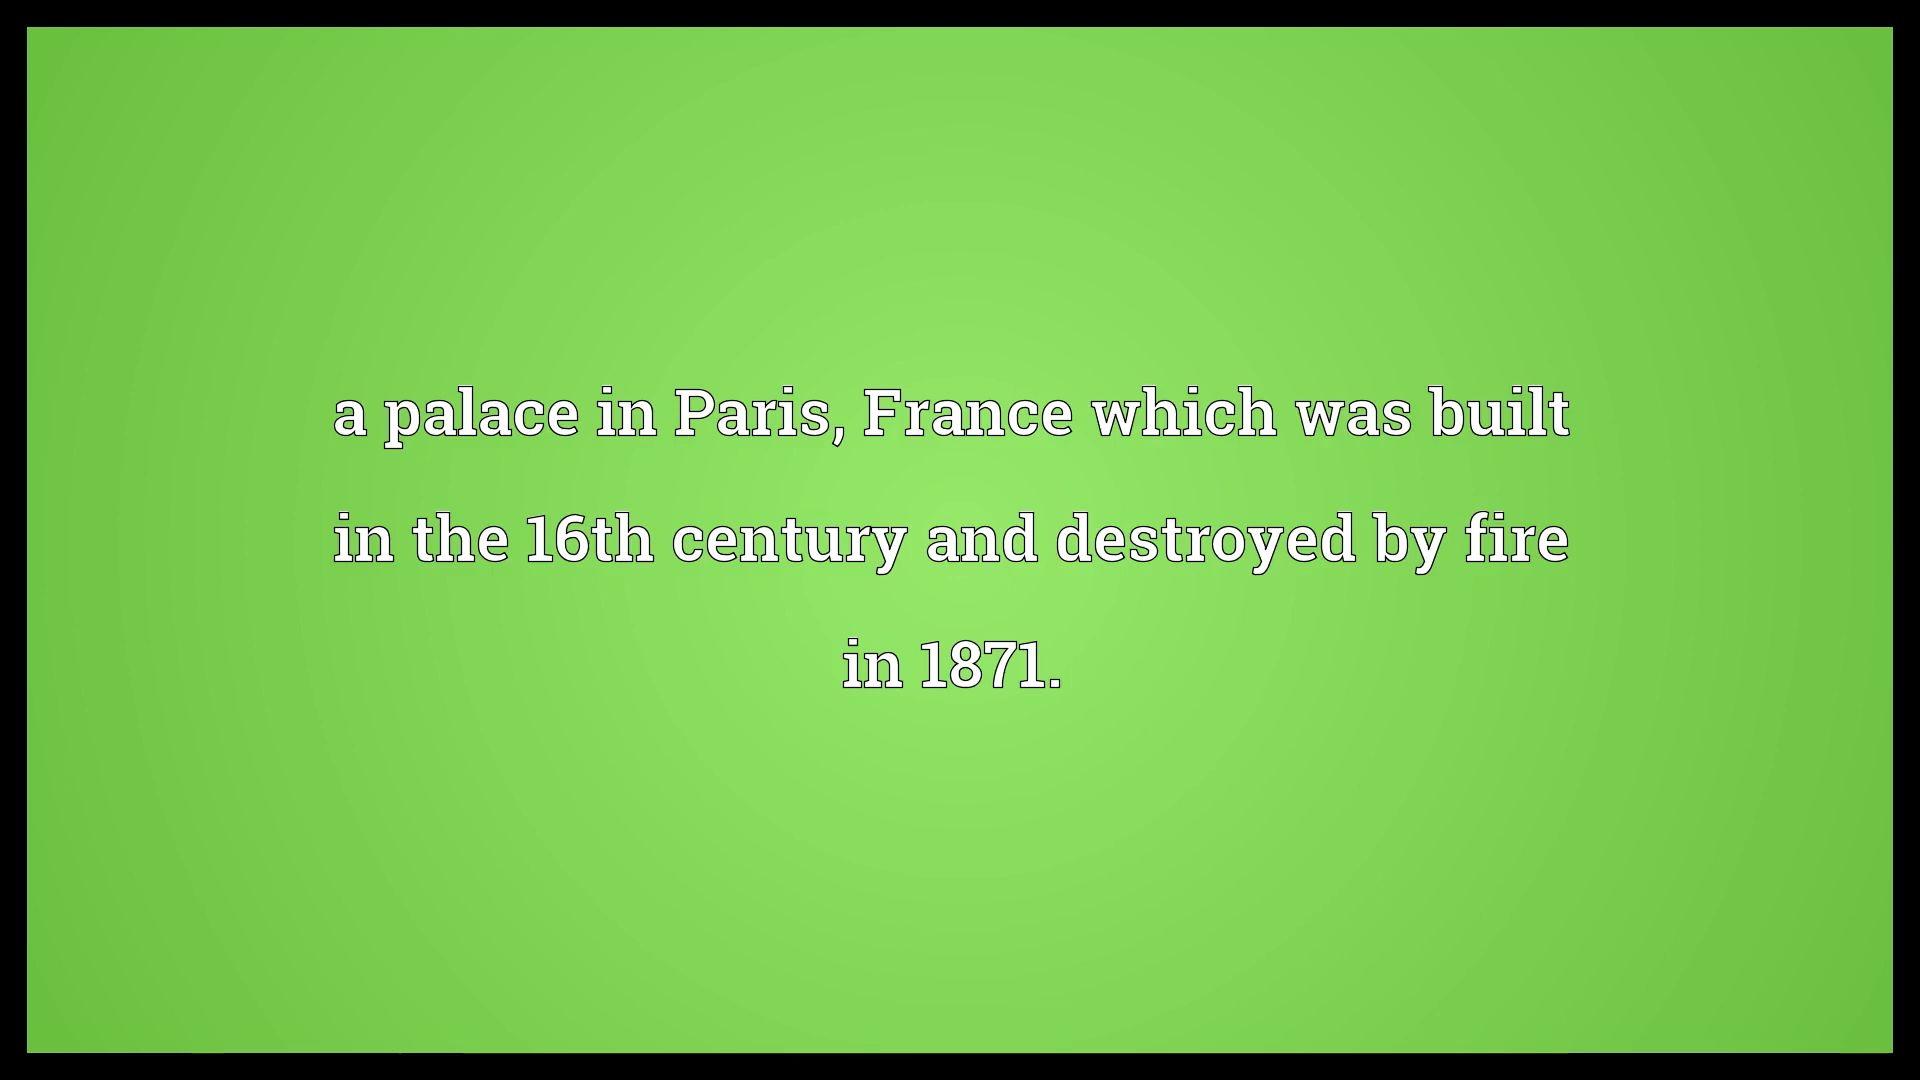 a palace in Paris, France which was built
in the 16th century and destroyed by fire
in 1871.